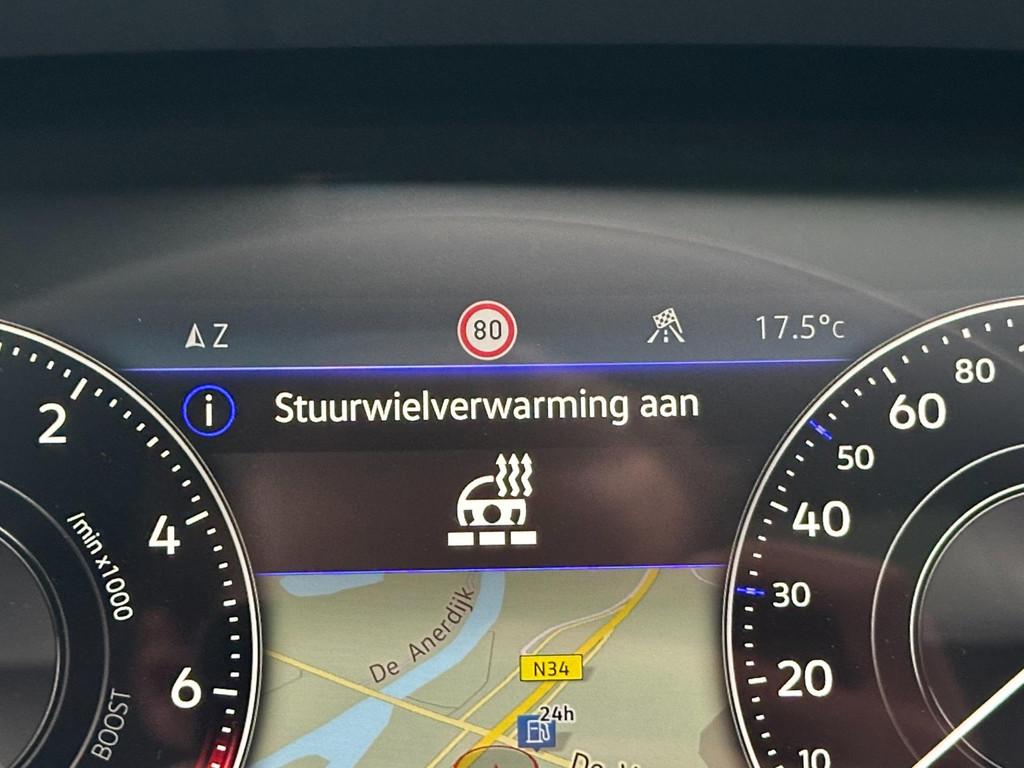 Z
80
17.5°C
Stuurwielverwarming aan
2
4
1min x1000
6
BOOST
De Anerdijk
N34
24h
80
60
50
40
30
20
10